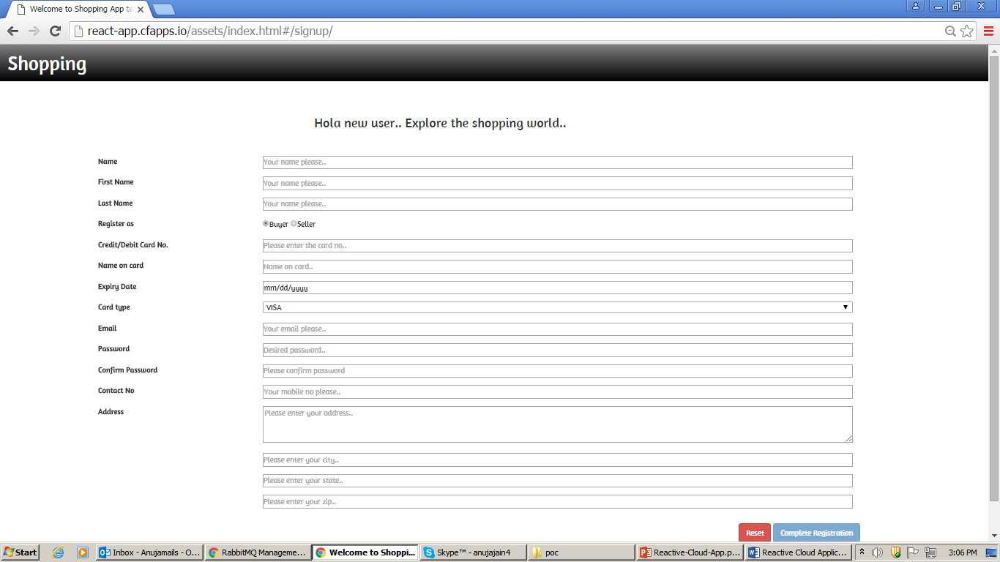 Welcome to Shopping App te
react-app.cfapps.io/assets/index.html#/signup/
Shopping
Hola new user.. Explore the shopping world..
Name Your name please..
First Name Your name please..
Last Name Your name please..
Register as Buyer Seller
Credit/Debit Card No. Please enter the card no..
Name on card Name on card..
Expiry Date mm/dd/yyyy
Card type VISA
Email Your email please..
Password Desired password..
Confirm Password Please confirm password
Contact No Your mobile no please..
Address Please enter your address..
Please enter your city..
Please enter your state..
Please enter your zip..
Reset Complete Registration
Start Inbox - Anujamails - O... RabbitMQ Manageme... Welcome to Shoppi... Skype™ - anujajain4 poc Reactive-Cloud-App.p... Reactive Cloud Applic... 3:06 PM